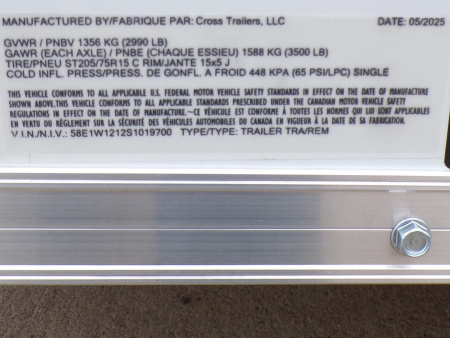 MANUFACTURED BY/FABRIQUE PAR: Cross Trailers, LLC DATE: 05/2025
GVWR / PNBV 1356 KG (2990 LB)
GAWR (EACH AXLE) / PNBE (CHAQUE ESSIEU) 1588 KG (3500 LB)
TIRE/PNEU ST205/75R15 C RIM/JANTE 15x5 J
COLD INFL. PRESS/PRESS. DE GONFL. A FROID 448 KPA (65 PSI/LPC) SINGLE
THIS VEHICLE CONFORMS TO ALL APPLICABLE U.S. FEDERAL MOTOR VEHICLE SAFETY STANDARDS IN EFFECT ON THE DATE OF MANUFACTURE
SHOWN ABOVE.THIS VEHICLE CONFORMS TO ALL APPLICABLE STANDARDS PRESCRIBED UNDER THE CANADIAN MOTOR VEHICLE SAFETY
REGULATIONS IN EFFECT ON THE DATE OF MANUFACTURE.~CE VÉHICULE EST CONFORME À TOUTES LES NORMES QUI LUI SONT APPLICABLES
EN VERTU DU RÈGLEMENT SUR LA SÉCURITÉ DES VÉHICULES AUTOMOBILES DU CANADA EN VIGUEUR À LA DATE DE SA FABRICATION.
V.I.N./N.I.V.: 58E1W1212S1019700 TYPE/TYPE: TRAILER TRA/REM